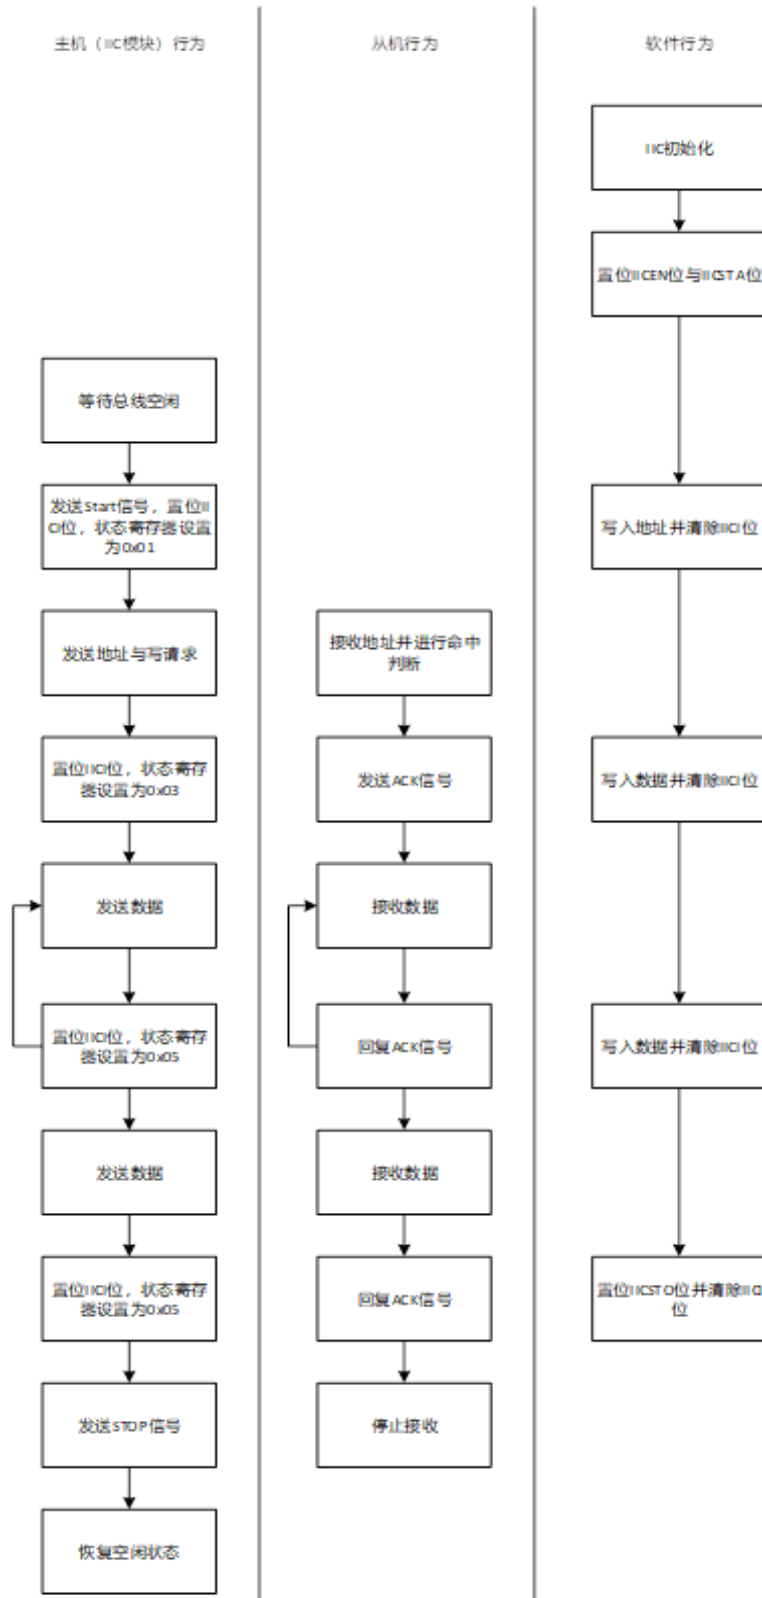 主机（IIC模块）行为
从机行为
软件行为
IIC初始化
置位IICEN位与IICSTA位
等待总线空闲
发送Start信号，置位II
CI位，状态寄存器设置
为0x01
写入地址并清除IICI位
发送地址与写请求
接收地址并进行命中
判断
置位IICI位，状态寄存
器设置为0x03
发送ACK信号
写入数据并清除IICI位
发送数据
接收数据
置位IICI位，状态寄存
器设置为0x05
回复ACK信号
写入数据并清除IICI位
发送数据
接收数据
置位IICI位，状态寄存
器设置为0x05
回复ACK信号
置位IICSTO位并清除IICI
位
发送STOP信号
停止接收
恢复空闲状态